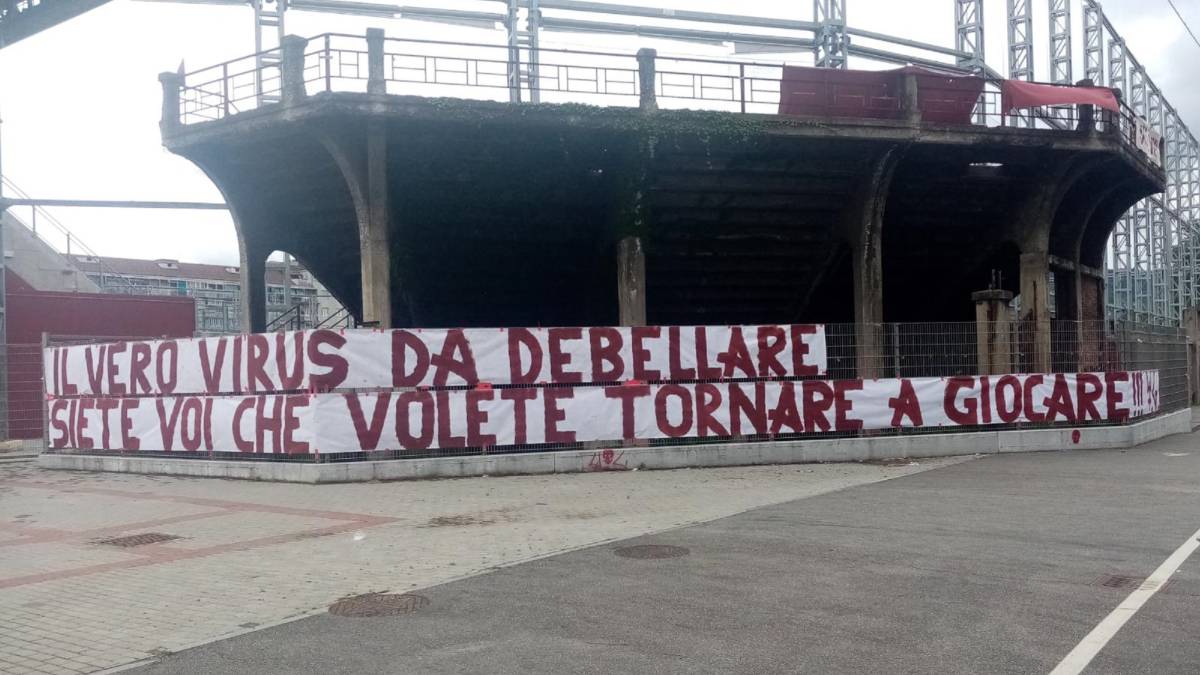 IL VERO VIRUS DA DEBELLARE
SIETE VOI CHE VOLETE TORNARE A GIOCARE!!!